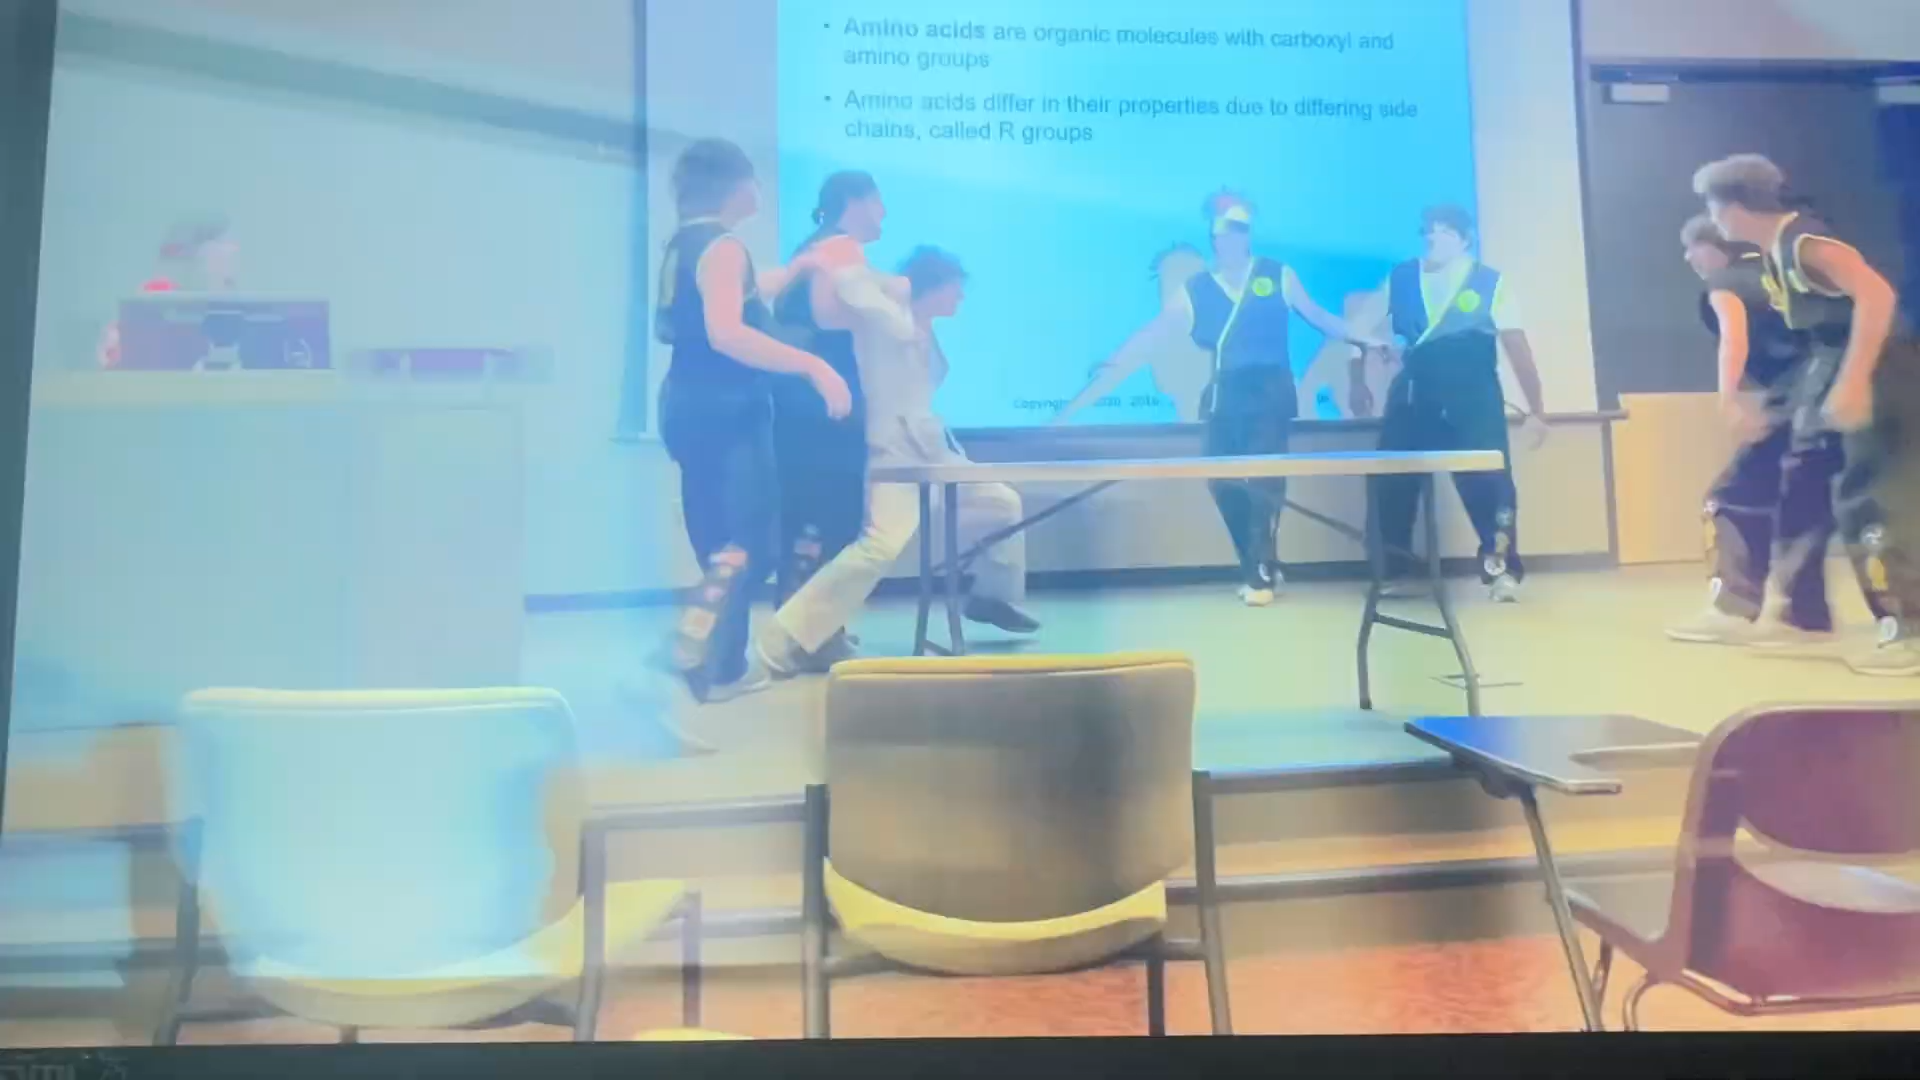 • Amino acids are organic molecules with carboxyl and
amino groups
• Amino acids differ in their properties due to differing side
chains, called R groups